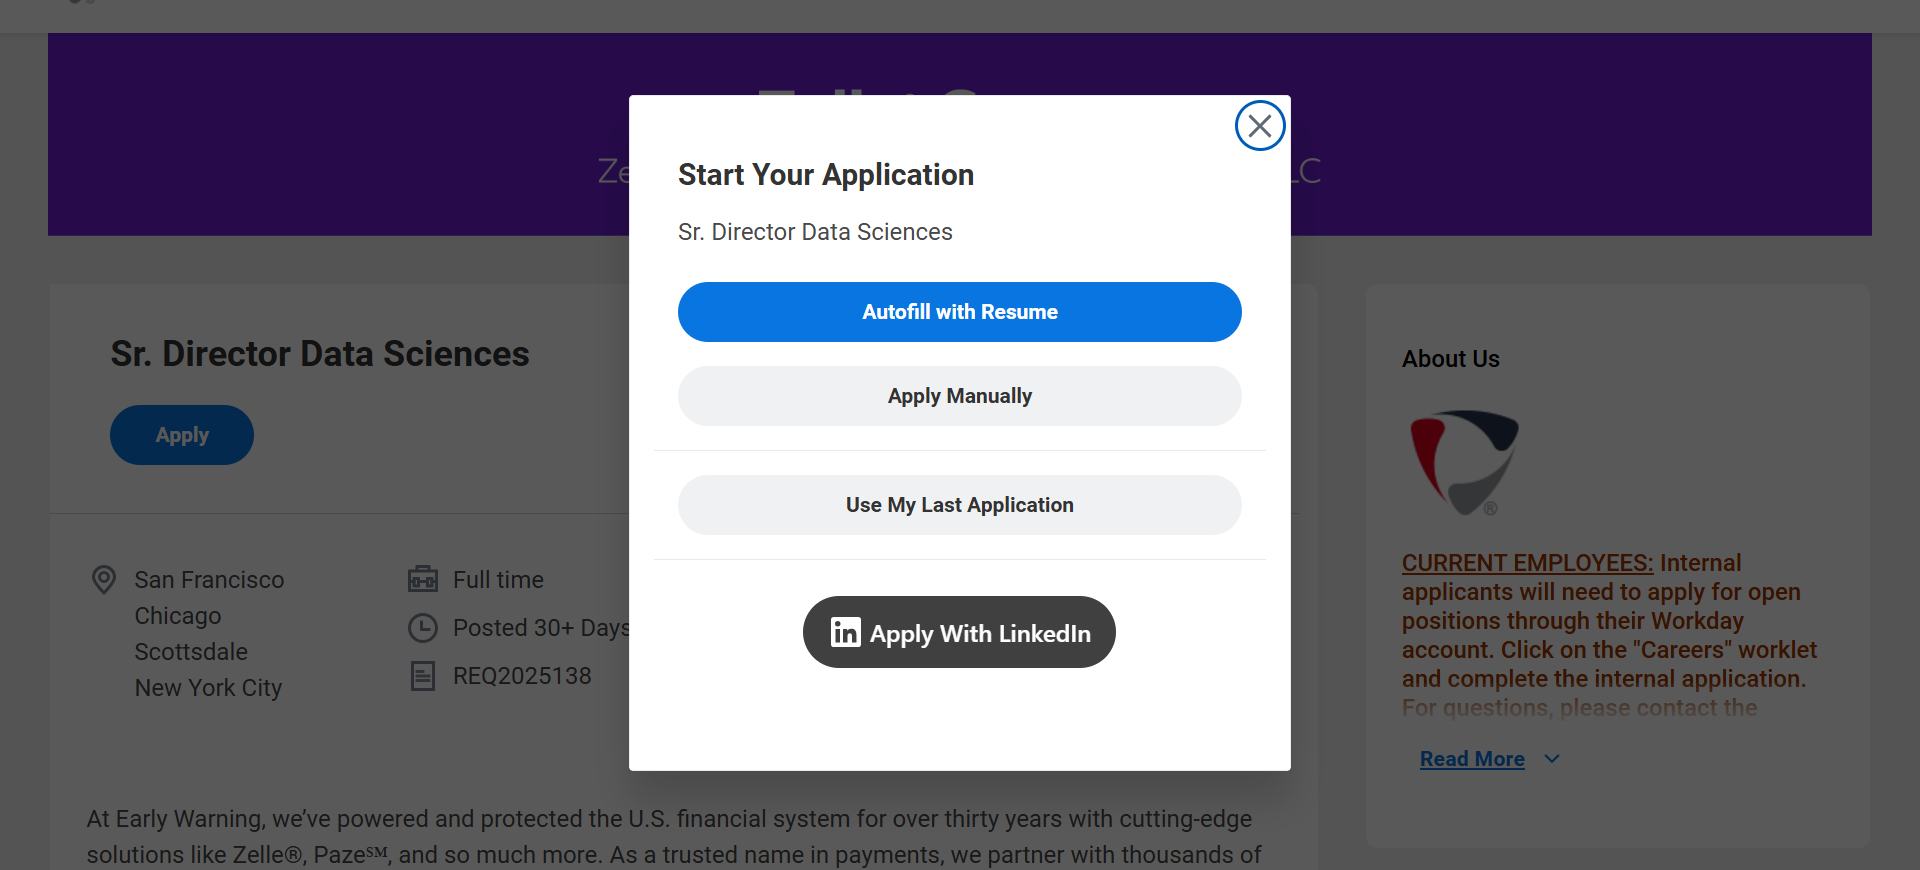 Start Your Application
Sr. Director Data Sciences
Autofill with Resume
Apply Manually
Use My Last Application
in Apply With LinkedIn
Sr. Director Data Sciences
Apply
San Francisco
Chicago
Scottsdale
New York City
Full time
Posted 30+ Days
REQ2025138
At Early Warning, we’ve powered and protected the U.S. financial system for over thirty years with cutting-edge
solutions like Zelle®, Paze℠, and so much more. As a trusted name in payments, we partner with thousands of
About Us
®
CURRENT EMPLOYEES: Internal
applicants will need to apply for open
positions through their Workday
account. Click on the "Careers" worklet
and complete the internal application.
For questions, please contact the
Read More